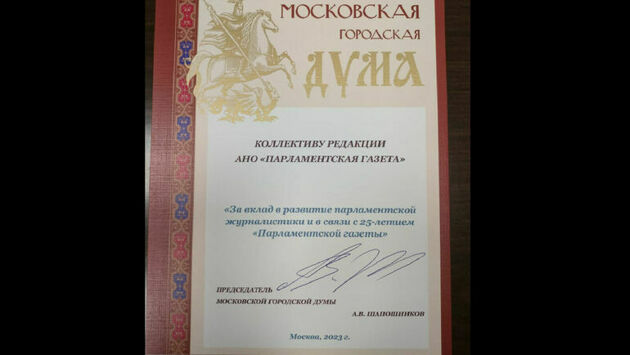 МОСКОВСКАЯ
ГОРОДСКАЯ
ДУМА
КОЛЛЕКТИВУ РЕДАКЦИИ
АНО «ПАРЛАМЕНТСКАЯ ГАЗЕТА»
«За вклад в развитие парламентской
журналистики и в связи с 25-летием
«Парламентской газеты»
ПРЕДСЕДАТЕЛЬ
МОСКОВСКОЙ ГОРОДСКОЙ ДУМЫ
А.В. ШАПОШНИКОВ
Москва, 2023 г.